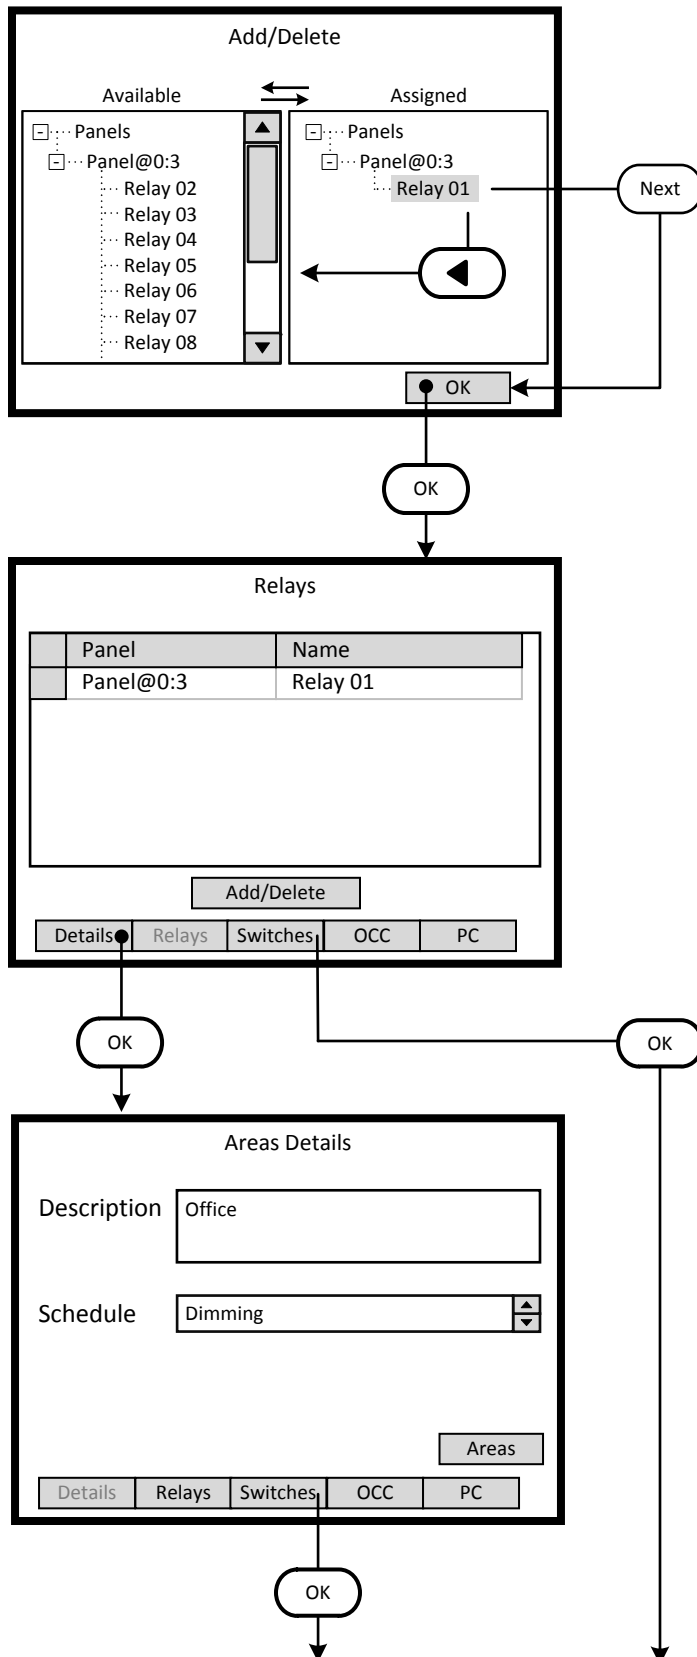 Add/Delete
Available
Assigned
Panels
Panel@0:3
Relay 02
Relay 03
Relay 04
Relay 05
Relay 06
Relay 07
Relay 08
Panels
Panel@0:3
Relay 01
Next
OK
OK
Relays
Panel Name
Panel@0:3 Relay 01
Add/Delete
Details Relays Switches OCC PC
OK
OK
Areas Details
Description Office
Schedule Dimming
Areas
Details Relays Switches OCC PC
OK